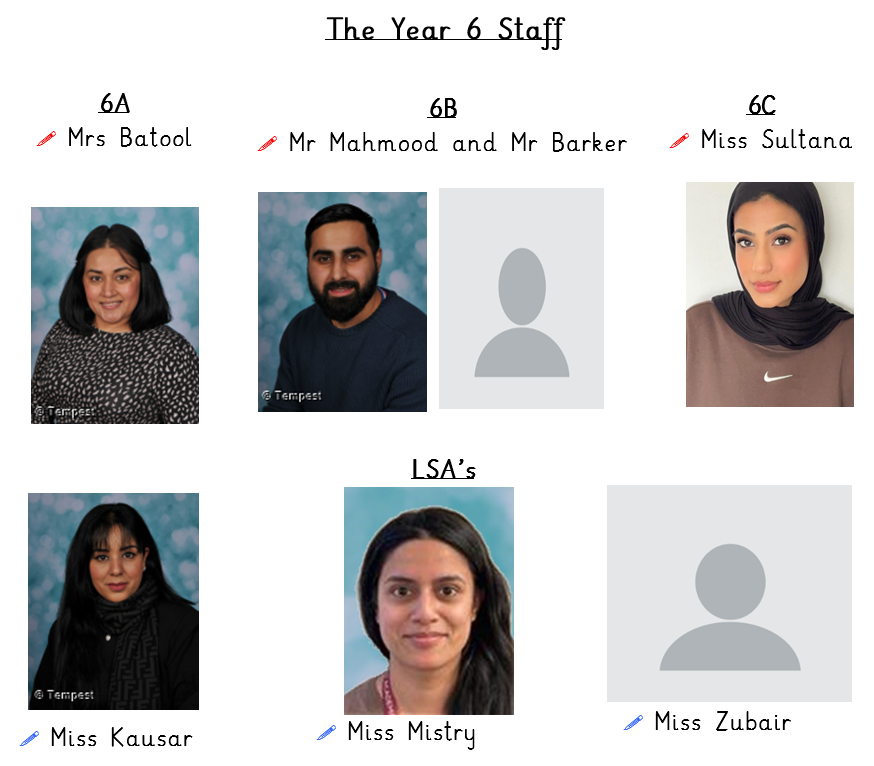 The Year 6 Staff
6A
Mrs Batool
6B
Mr Mahmood and Mr Barker
6C
Miss Sultana
© Tempest
© Tempest
LSA's
© Tempest
Miss Kausar
Miss Mistry
Miss Zubair